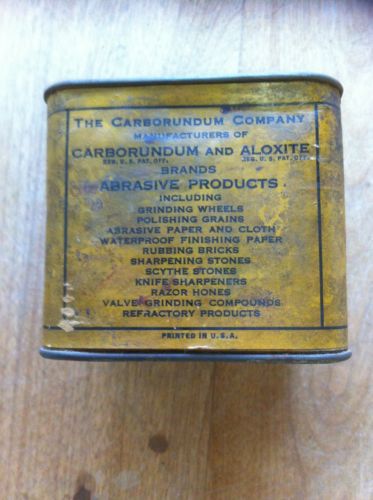 THE CARBORUNDUM COMPANY
MANUFACTURERS OF
CARBORUNDUM AND ALOXITE
REG. U.S. PAT. OFF. REG. U.S. PAT. OFF.
BRANDS
ABRASIVE PRODUCTS
INCLUDING
GRINDING WHEELS
POLISHING GRAINS
ABRASIVE PAPER AND CLOTH
WATERPROOF FINISHING PAPER
RUBBING BRICKS
SHARPENING STONES
SCYTHE STONES
KNIFE SHARPENERS
RAZOR HONES
VALVE GRINDING COMPOUNDS
REFRACTORY PRODUCTS
PRINTED IN U.S.A.